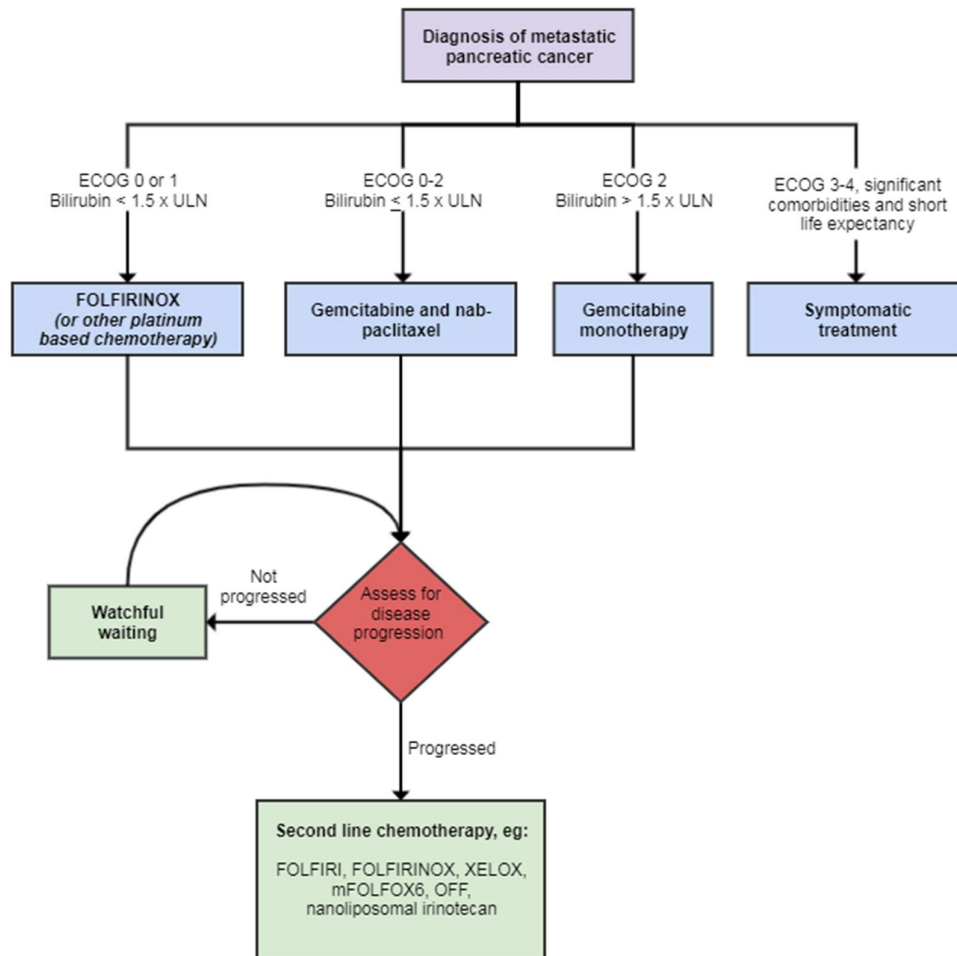 Diagnosis of metastatic
pancreatic cancer
ECOG 0 or 1
Bilirubin < 1.5 x ULN
ECOG 0-2
Bilirubin ≤ 1.5 x ULN
ECOG 2
Bilirubin > 1.5 x ULN
ECOG 3-4, significant
comorbidities and short
life expectancy
FOLFIRINOX
(or other platinum
based chemotherapy)
Gemcitabine and nab-
paclitaxel
Gemcitabine
monotherapy
Symptomatic
treatment
Not
progressed
Watchful
waiting
Assess for
disease
progression
Progressed
Second line chemotherapy, eg:
FOLFIRI, FOLFIRINOX, XELOX,
mFOLFOX6, OFF,
nanoliposomal irinotecan